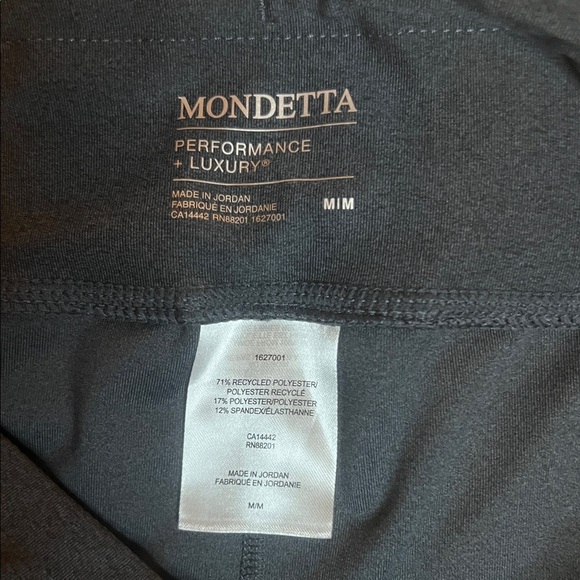 MONDETTA
PERFORMANCE
+ LUXURY®
MADE IN JORDAN
FABRIQUÉ EN JORDANIE
CA14442 RN88201 1627001
M|M
1627001
71% RECYCLED POLYESTER/
POLYESTER RECYCLÉ
17% POLYESTER/POLYESTER
12% SPANDEX/ÉLASTHANNE
CA14442
RN88201
MADE IN JORDAN
FABRIQUÉ EN JORDANIE
M/M